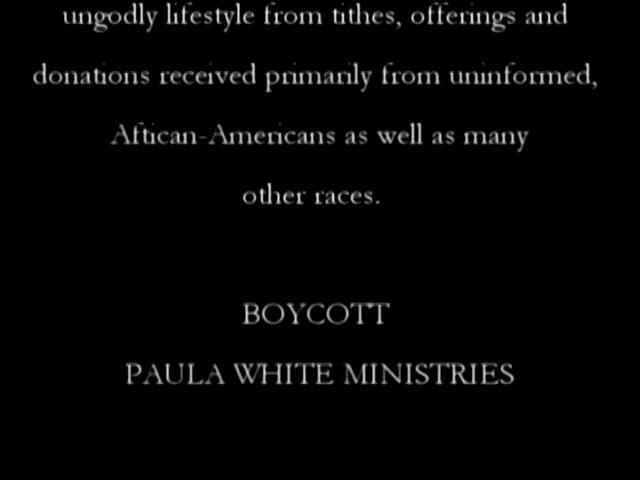 ungodly lifestyle from tithes, offerings and
donations received primarily from uninformed,
African-Americans as well as many
other races.
BOYCOTT
PAULA WHITE MINISTRIES